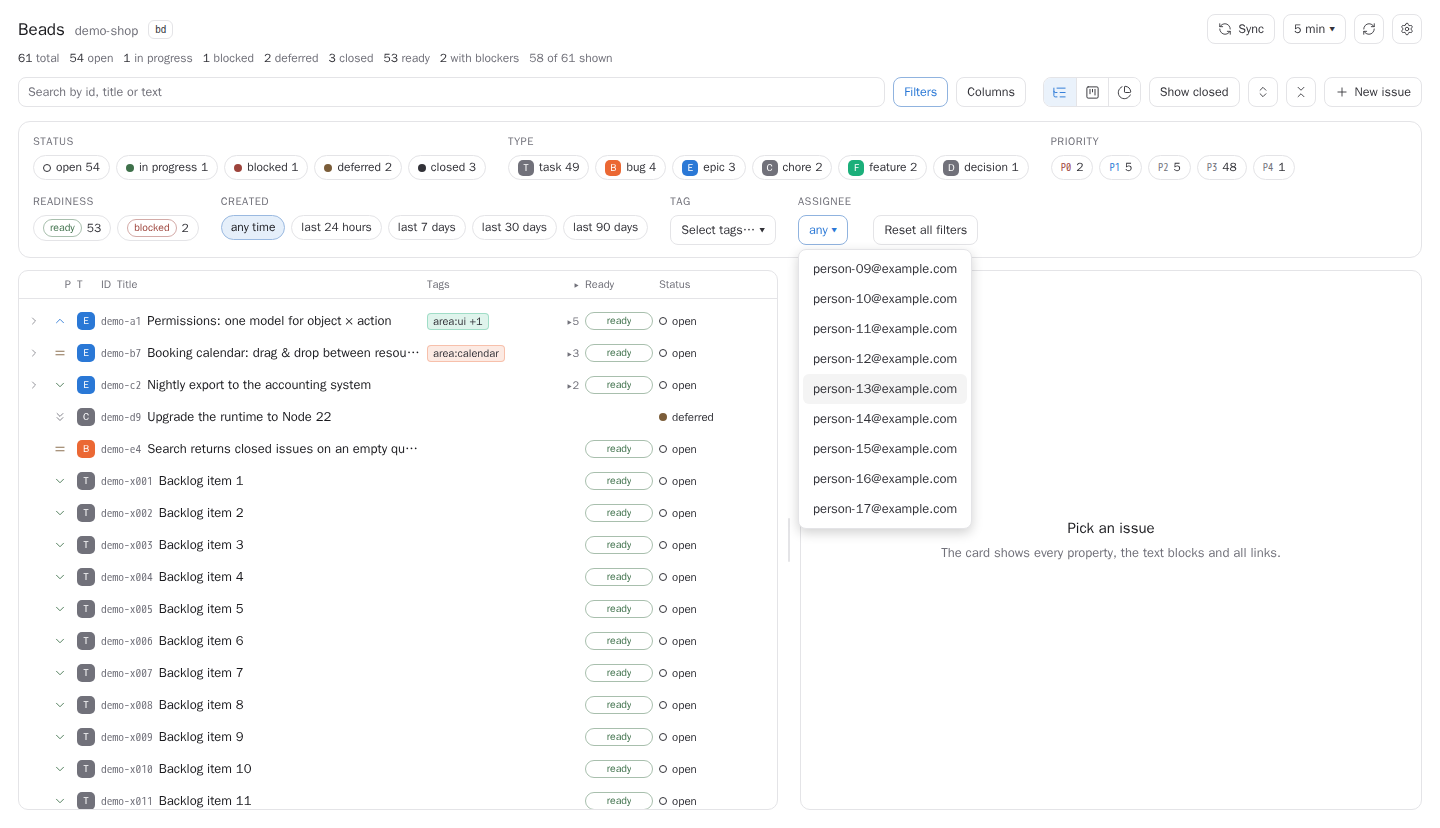 Beads demo-shop bd Sync 5 min ▾
61 total 54 open 1 in progress 1 blocked 2 deferred 3 closed 53 ready 2 with blockers 58 of 61 shown
Search by id, title or text Filters Columns Show closed New issue
STATUS TYPE PRIORITY
open 54 in progress 1 blocked 1 deferred 2 closed 3 T task 49 B bug 4 E epic 3 C chore 2 F feature 2 D decision 1 P0 2 P1 5 P2 5 P3 48 P4 1
READINESS CREATED TAG ASSIGNEE
ready 53 blocked 2 any time last 24 hours last 7 days last 30 days last 90 days Select tags… ▾ any ▾ Reset all filters
person-09@example.com
person-10@example.com
person-11@example.com
person-12@example.com
person-13@example.com
person-14@example.com
person-15@example.com
person-16@example.com
person-17@example.com
P T ID Title Tags ▸ Ready Status
E demo-a1 Permissions: one model for object × action area:ui +1 ▸5 ready open
E demo-b7 Booking calendar: drag & drop between resou… area:calendar ▸3 ready open
E demo-c2 Nightly export to the accounting system ▸2 ready open
C demo-d9 Upgrade the runtime to Node 22 deferred
B demo-e4 Search returns closed issues on an empty qu… ready open
T demo-x001 Backlog item 1 ready open
T demo-x002 Backlog item 2 ready open
T demo-x003 Backlog item 3 ready open
T demo-x004 Backlog item 4 ready open
T demo-x005 Backlog item 5 ready open
T demo-x006 Backlog item 6 ready open
T demo-x007 Backlog item 7 ready open
T demo-x008 Backlog item 8 ready open
T demo-x009 Backlog item 9 ready open
T demo-x010 Backlog item 10 ready open
T demo-x011 Backlog item 11 ready open
Pick an issue
The card shows every property, the text blocks and all links.